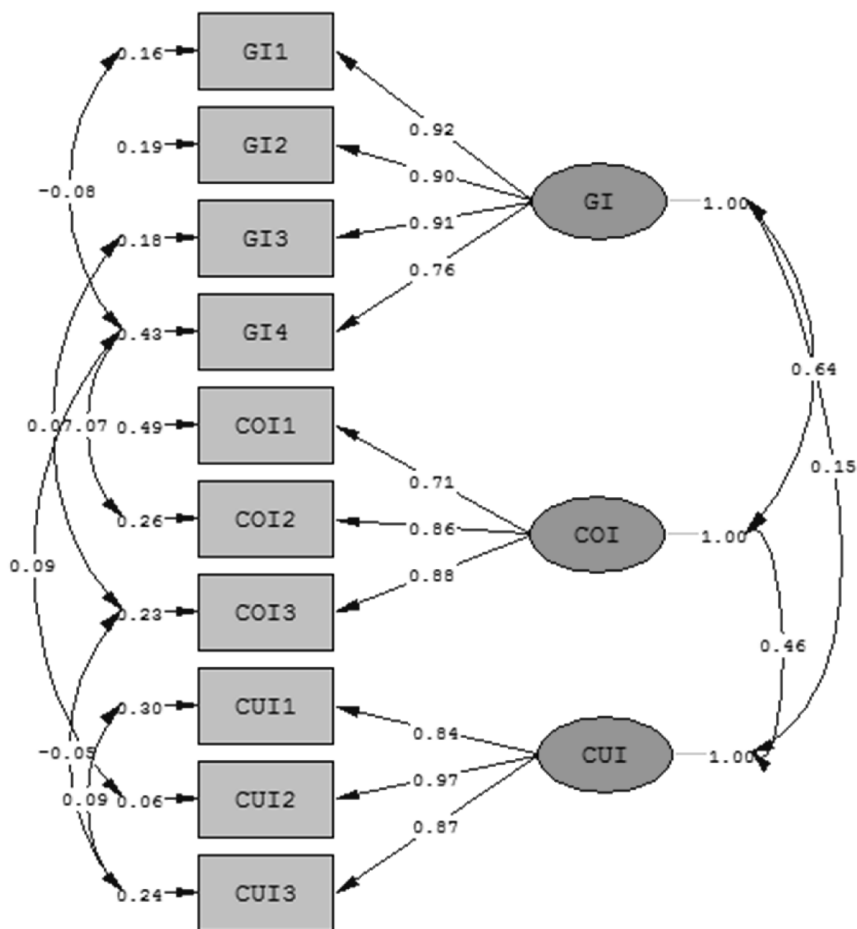 0.16 GI1
0.92
0.19 GI2
0.90
-0.08
GI 1.00
0.18 GI3
0.91
0.76
0.43 GI4
0.64
0.07 0.07 0.49 COI1
0.15
0.71
0.26 COI2
0.86
COI 1.00
0.09
0.88
0.23 COI3
0.46
0.30 CUI1
0.84
-0.05
CUI 1.00
0.97
0.09 0.06 CUI2
0.87
0.24 CUI3